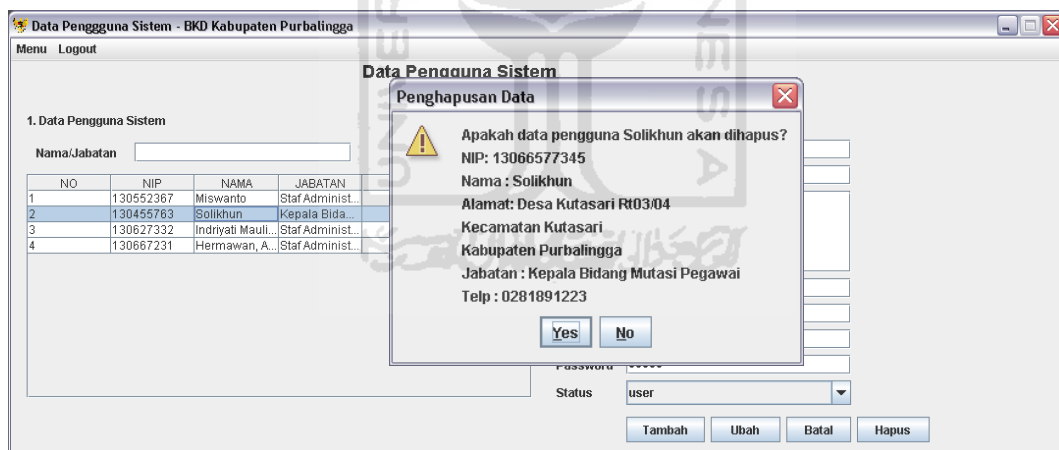 Data Penggguna Sistem - BKD Kabupaten Purbalingga
Menu Logout
Data Pengguna Sistem
Penghapusan Data
1. Data Pengguna Sistem
Nama/Jabatan
NO NIP NAMA JABATAN
1 130552367 Miswanto Staf Administ...
2 130455763 Solikhun Kepala Bida...
3 130627332 Indriyati Mauli... Staf Administ...
4 130667231 Hermawan, A... Staf Administ...
Apakah data pengguna Solikhun akan dihapus?
NIP: 13066577345
Nama : Solikhun
Alamat: Desa Kutasari Rt03/04
Kecamatan Kutasari
Kabupaten Purbalingga
Jabatan : Kepala Bidang Mutasi Pegawai
Telp : 0281891223
Yes No
Password
Status user
Tambah Ubah Batal Hapus